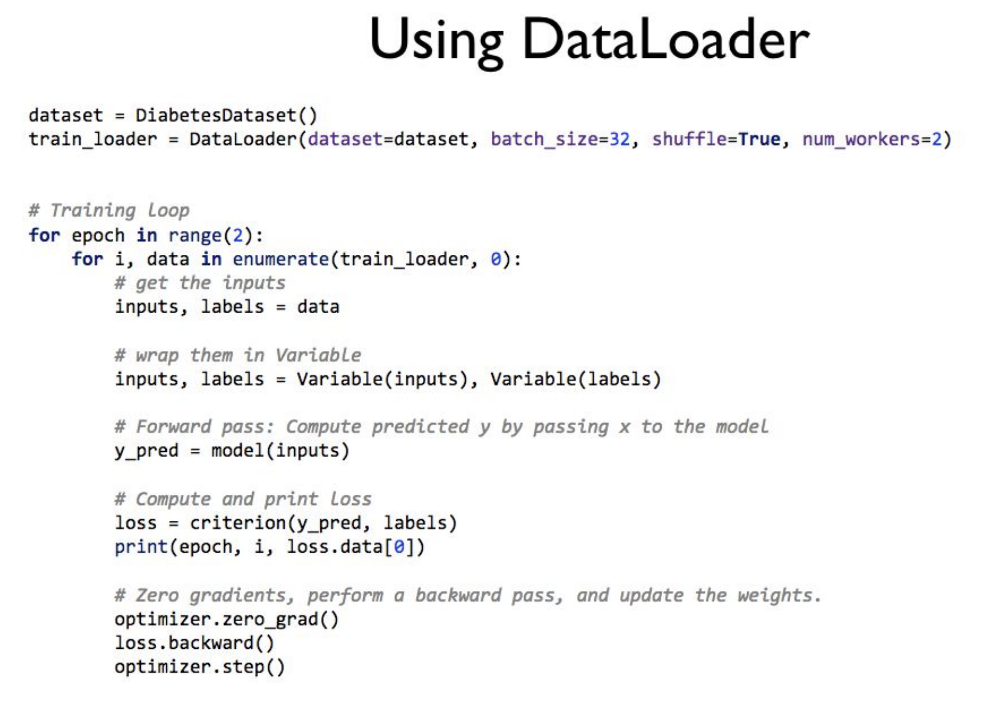 Using DataLoader
dataset = DiabetesDataset()
train_loader = DataLoader(dataset=dataset, batch_size=32, shuffle=True, num_workers=2)
# Training loop
for epoch in range(2):
    for i, data in enumerate(train_loader, 0):
        # get the inputs
        inputs, labels = data
        # wrap them in Variable
        inputs, labels = Variable(inputs), Variable(labels)
        # Forward pass: Compute predicted y by passing x to the model
        y_pred = model(inputs)
        # Compute and print loss
        loss = criterion(y_pred, labels)
        print(epoch, i, loss.data[0])
        # Zero gradients, perform a backward pass, and update the weights.
        optimizer.zero_grad()
        loss.backward()
        optimizer.step()